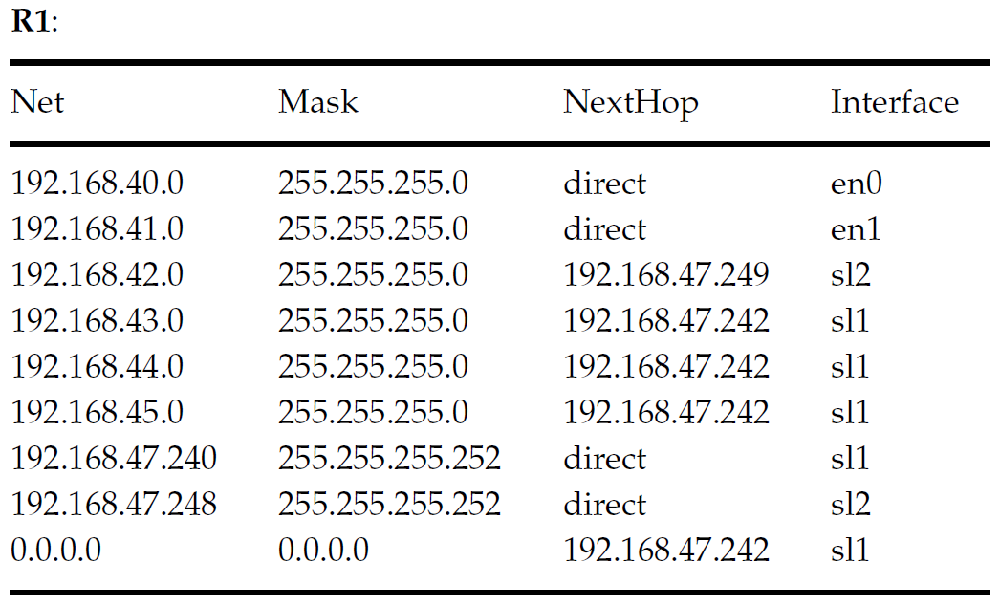 R1:
Net Mask NextHop Interface
192.168.40.0 255.255.255.0 direct en0
192.168.41.0 255.255.255.0 direct en1
192.168.42.0 255.255.255.0 192.168.47.249 sl2
192.168.43.0 255.255.255.0 192.168.47.242 sl1
192.168.44.0 255.255.255.0 192.168.47.242 sl1
192.168.45.0 255.255.255.0 192.168.47.242 sl1
192.168.47.240 255.255.255.252 direct sl1
192.168.47.248 255.255.255.252 direct sl2
0.0.0.0 0.0.0.0 192.168.47.242 sl1